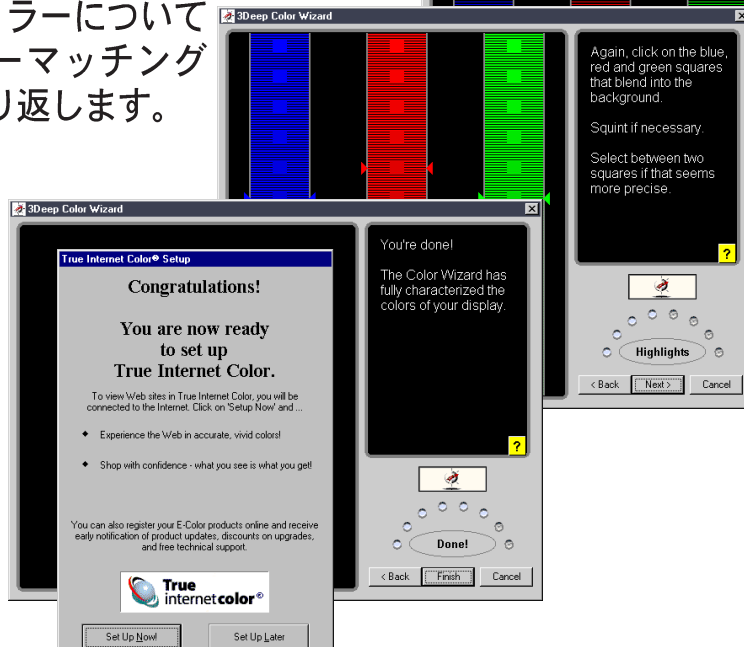 ラーについて
ーマッチング
り返します。
3Deep Color Wizard
Again, click on the blue,
red and green squares
that blend into the
background.
Squint if necessary.
Select between two
squares if that seems
more precise.
?
Highlights
< Back
Next >
Cancel
3Deep Color Wizard
True Internet Color® Setup
Congratulations!
You are now ready
to set up
True Internet Color.
To view Web sites in True Internet Color, you will be
connected to the Internet. Click on 'Setup Now' and ...
Experience the Web in accurate, vivid colors!
Shop with confidence - what you see is what you get!
You can also register your E-Color products online and receive
early notification of product updates, discounts on upgrades,
and free technical support.
True
internetcolor®
Set Up Now!
Set Up Later
You're done!
The Color Wizard has
fully characterized the
colors of your display.
?
Done!
< Back
Finish
Cancel